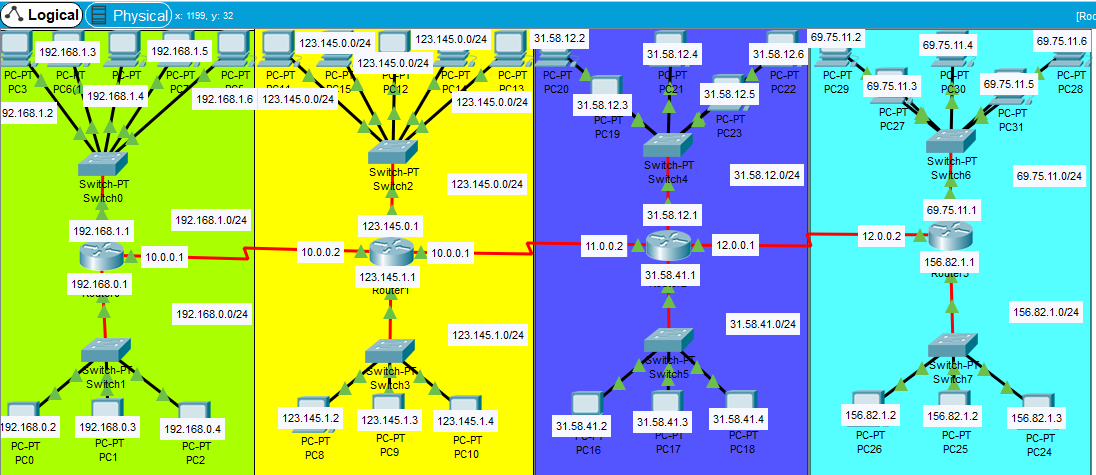 Logical
Physical
x: 1199, y: 32
[Roo
192.168.1.3
192.168.1.5
PC-PT
PC3
PC-PT
PC6(1
PC-PT
PC-PT
PC7
PC-PT
192.168.1.4
192.168.1.6
92.168.1.2
Switch-PT
Switch0
192.168.1.0/24
192.168.1.1
10.0.0.1
192.168.0.1
192.168.0.0/24
Switch-PT
Switch1
192.168.0.2
192.168.0.3
192.168.0.4
PC-PT
PC0
PC-PT
PC1
PC-PT
PC2
123.145.0.0/24
123.145.0.0/24
123.145.0.0/24
PC-PT
PC-PT
PC15
PC-PT
PC12
PC-PT
PC-PT
PC13
123.145.0.0/24
123.145.0.0/24
Switch-PT
Switch2
123.145.0.0/24
123.145.0.1
10.0.0.2
10.0.0.1
123.145.1.1
Router1
123.145.1.0/24
Switch-PT
Switch3
123.145.1.2
123.145.1.3
123.145.1.4
PC-PT
PC8
PC-PT
PC9
PC-PT
PC10
31.58.12.2
31.58.12.4
31.58.12.6
PC-PT
PC20
PC-PT
PC21
PC-PT
PC22
31.58.12.3
31.58.12.5
PC-PT
PC19
PC-PT
PC23
Switch-PT
Switch4
31.58.12.0/24
31.58.12.1
11.0.0.2
12.0.0.1
31.58.41.1
31.58.41.0/24
Switch-PT
Switch5
31.58.41.2
31.58.41.3
31.58.41.4
PC-PT
PC16
PC-PT
PC17
PC-PT
PC18
69.75.11.2
69.75.11.4
69.75.11.6
PC-PT
PC29
PC-PT
PC30
PC-PT
PC28
69.75.11.3
69.75.11.5
PC-PT
PC27
PC-PT
PC31
Switch-PT
Switch6
69.75.11.0/24
69.75.11.1
12.0.0.2
156.82.1.1
Router3
156.82.1.0/24
Switch-PT
Switch7
156.82.1.2
156.82.1.2
156.82.1.3
PC-PT
PC26
PC-PT
PC25
PC-PT
PC24